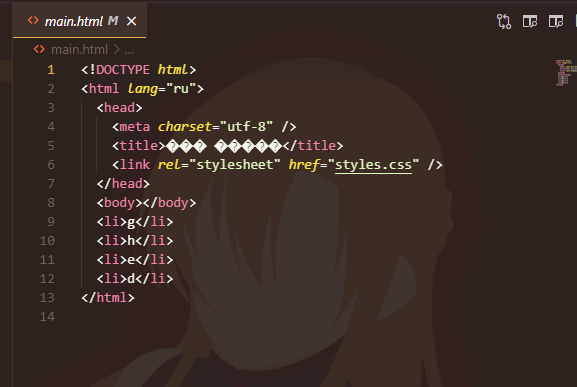 main.html M
main.html > ...
1 <!DOCTYPE html>
2 <html lang="ru">
3 <head>
4 <meta charset="utf-8" />
5 <title>��� �����</title>
6 <link rel="stylesheet" href="styles.css" />
7 </head>
8 <body></body>
9 <li>g</li>
10 <li>h</li>
11 <li>e</li>
12 <li>d</li>
13 </html>
14